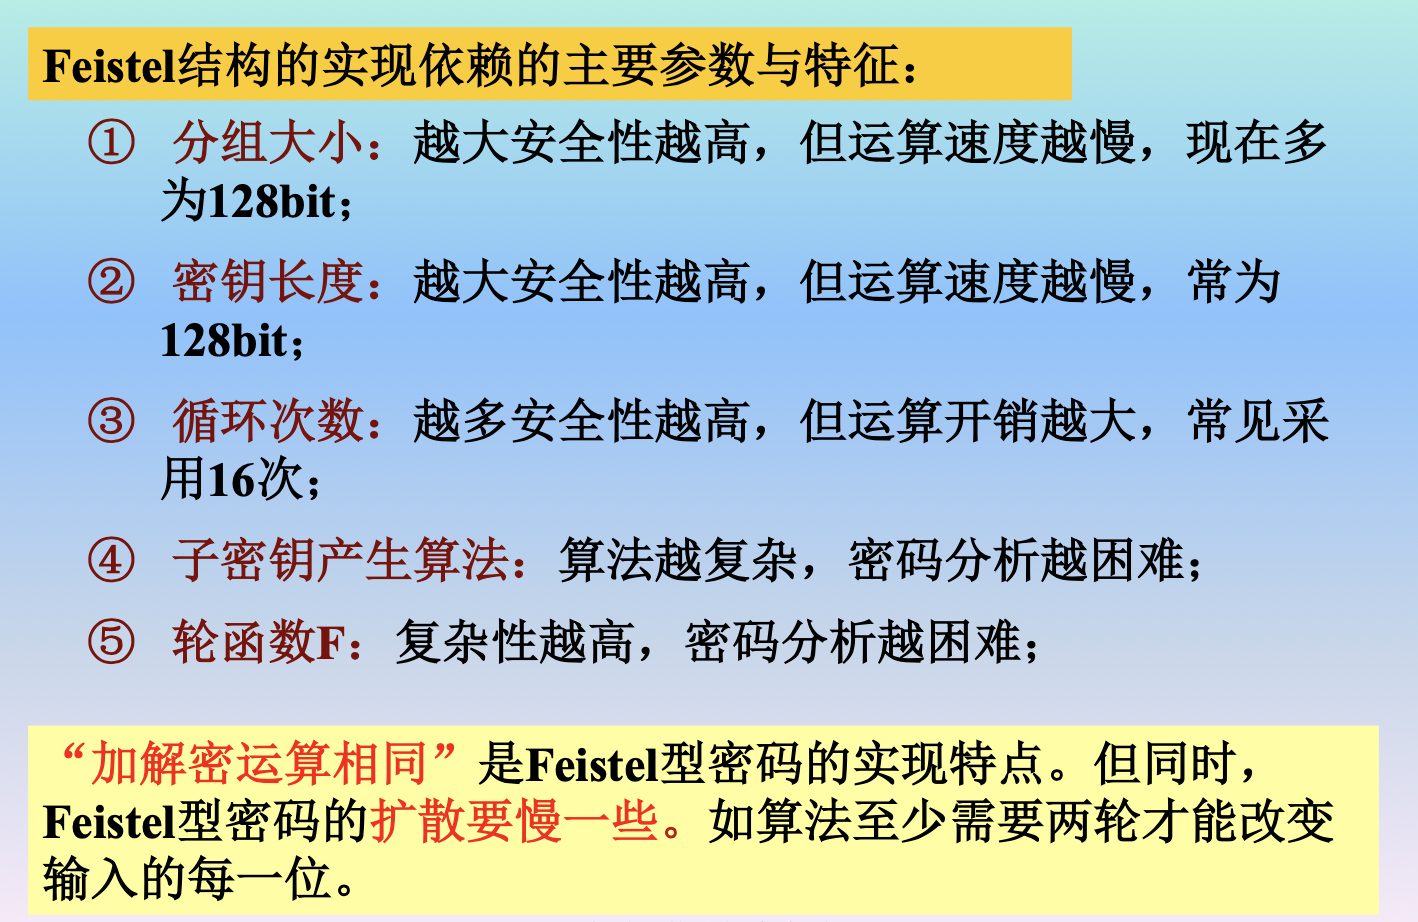 Feistel结构的实现依赖的主要参数与特征：
① 分组大小：越大安全性越高，但运算速度越慢，现在多
为128bit；
② 密钥长度：越大安全性越高，但运算速度越慢，常为
128bit；
③ 循环次数：越多安全性越高，但运算开销越大，常见采
用16次；
④ 子密钥产生算法：算法越复杂，密码分析越困难；
⑤ 轮函数F：复杂性越高，密码分析越困难；
“加解密运算相同”是Feistel型密码的实现特点。但同时，
Feistel型密码的扩散要慢一些。如算法至少需要两轮才能改变
输入的每一位。